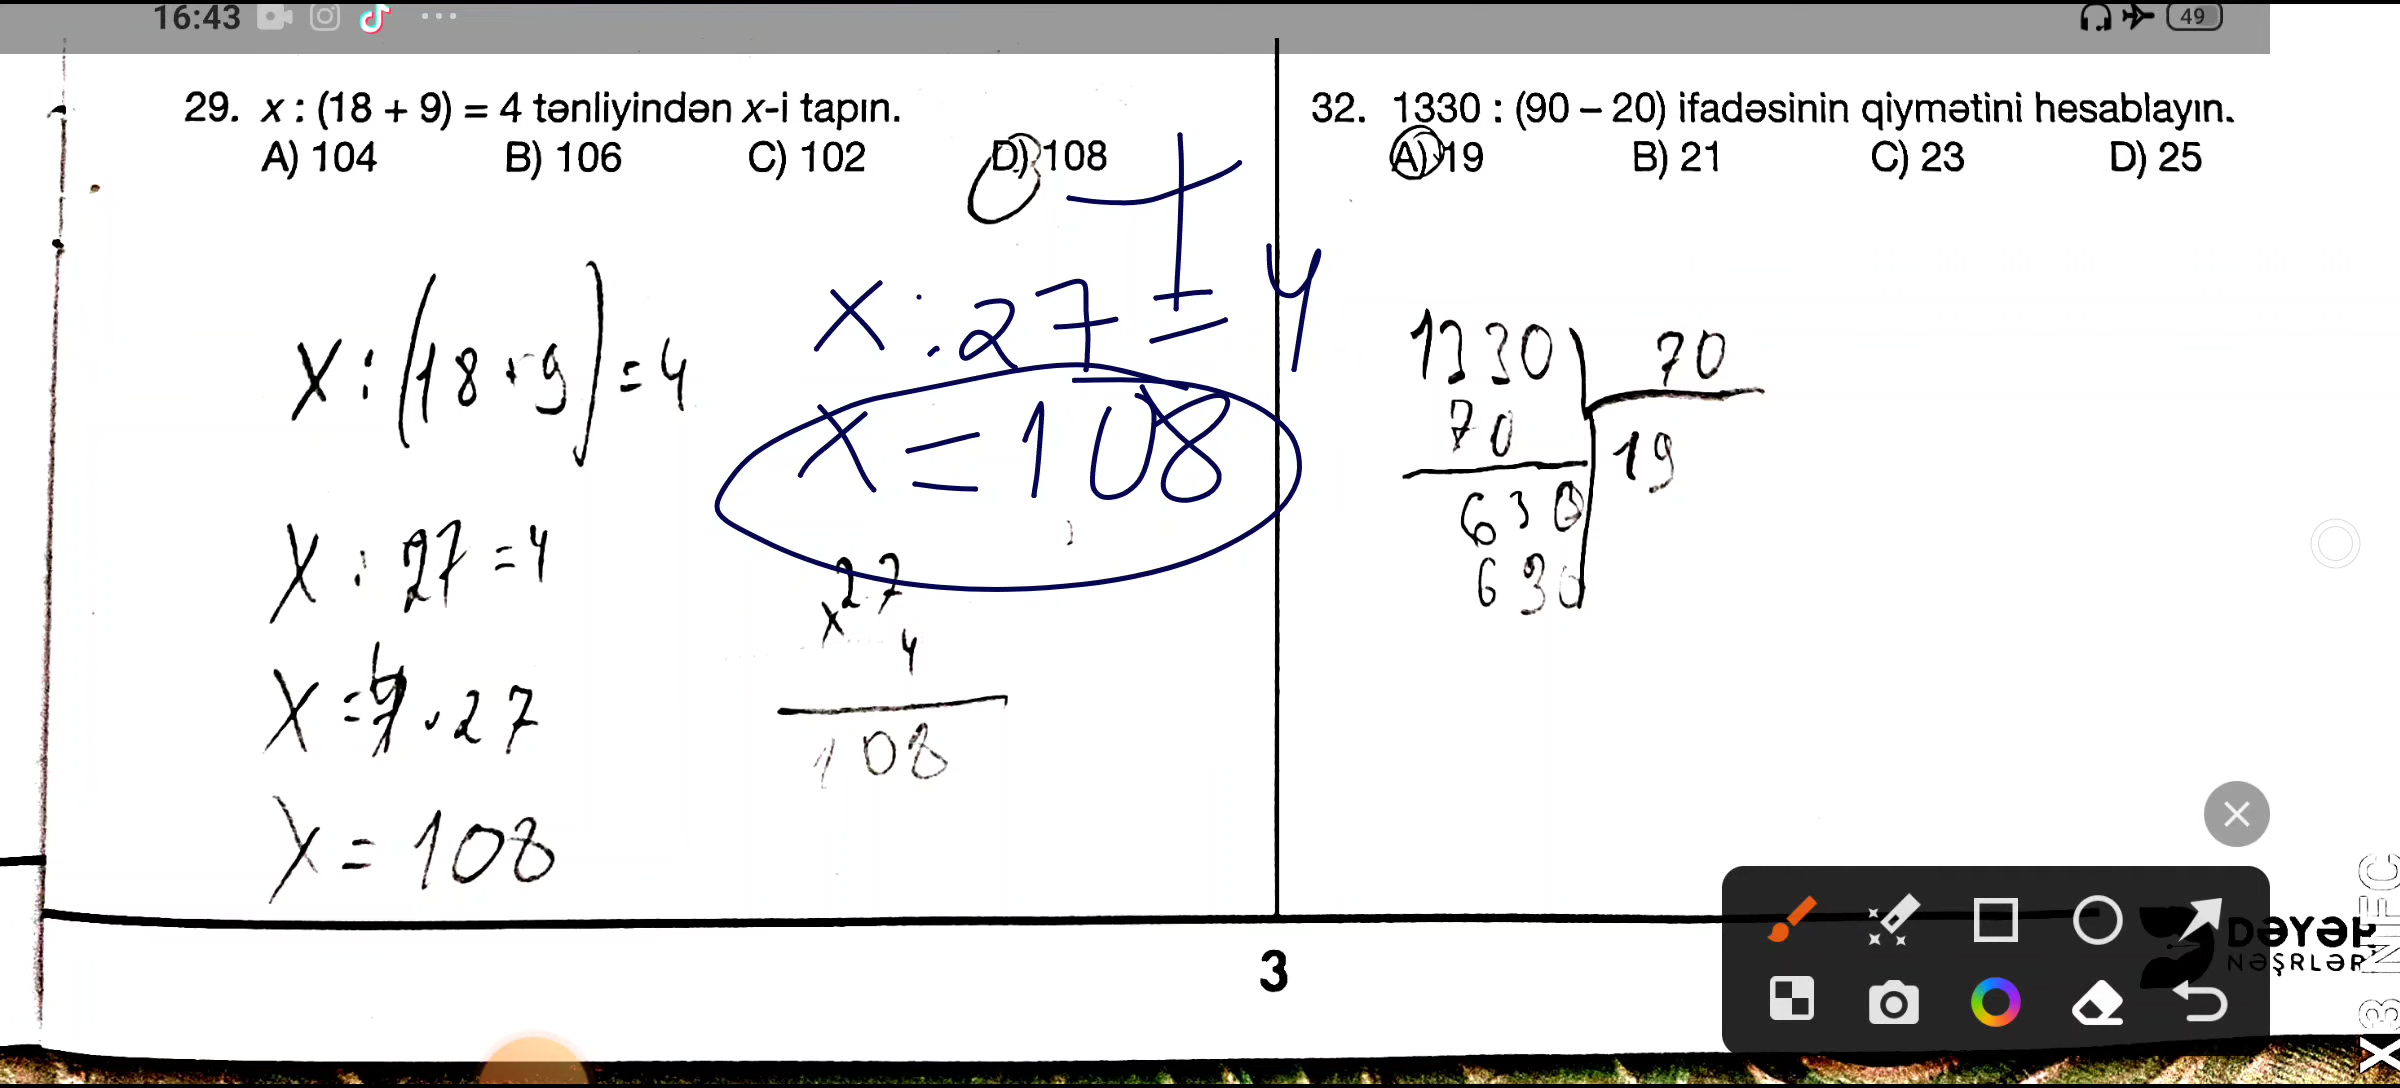 16:43
49
29. x : (18 + 9) = 4 tənliyindən x-i tapın.
A) 104 B) 106 C) 102 D) 108
x : (18 + 9) = 4
x : 27 = 4
x = 4 · 27
x = 108
x : 27 = 4
x = 108
27
x 4
108
32. 1330 : (90 – 20) ifadəsinin qiymətini hesablayın.
A) 19 B) 21 C) 23 D) 25
1330 70
70 19
630
630
3
DƏYƏR
NƏŞRLƏR